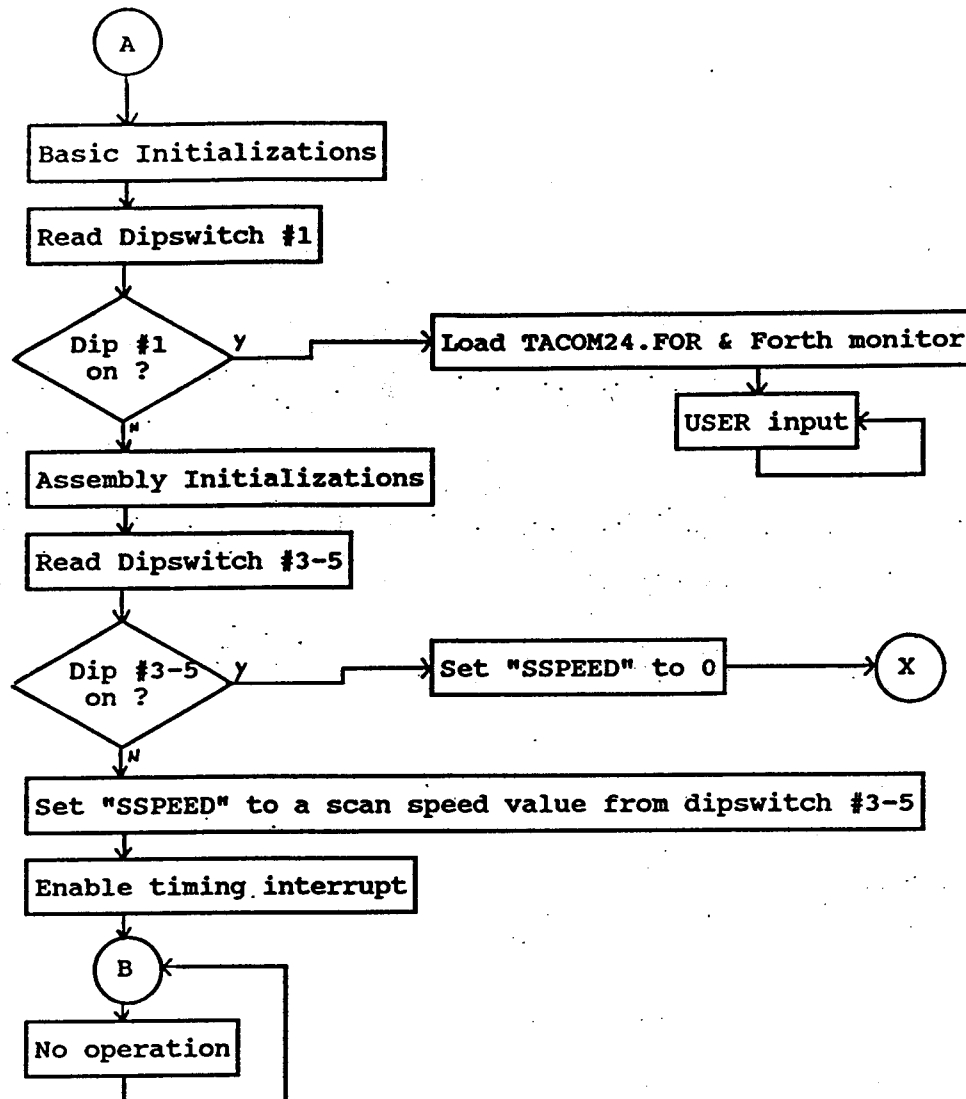 A
Basic Initializations
Read Dipswitch #1
Dip #1
on ?
Y
N
Load TACOM24.FOR & Forth monitor
USER input
Assembly Initializations
Read Dipswitch #3-5
Dip #3-5
on ?
Y
N
Set "SSPEED" to 0
X
Set "SSPEED" to a scan speed value from dipswitch #3-5
Enable timing interrupt
B
No operation